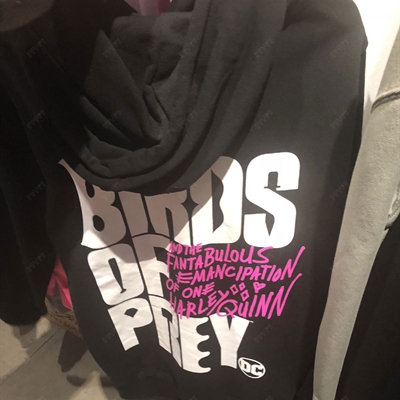 BIRDS
OF
PREY
AND THE
FANTABULOUS
EMANCIPATION
OF ONE
HARLEY QUINN
DC